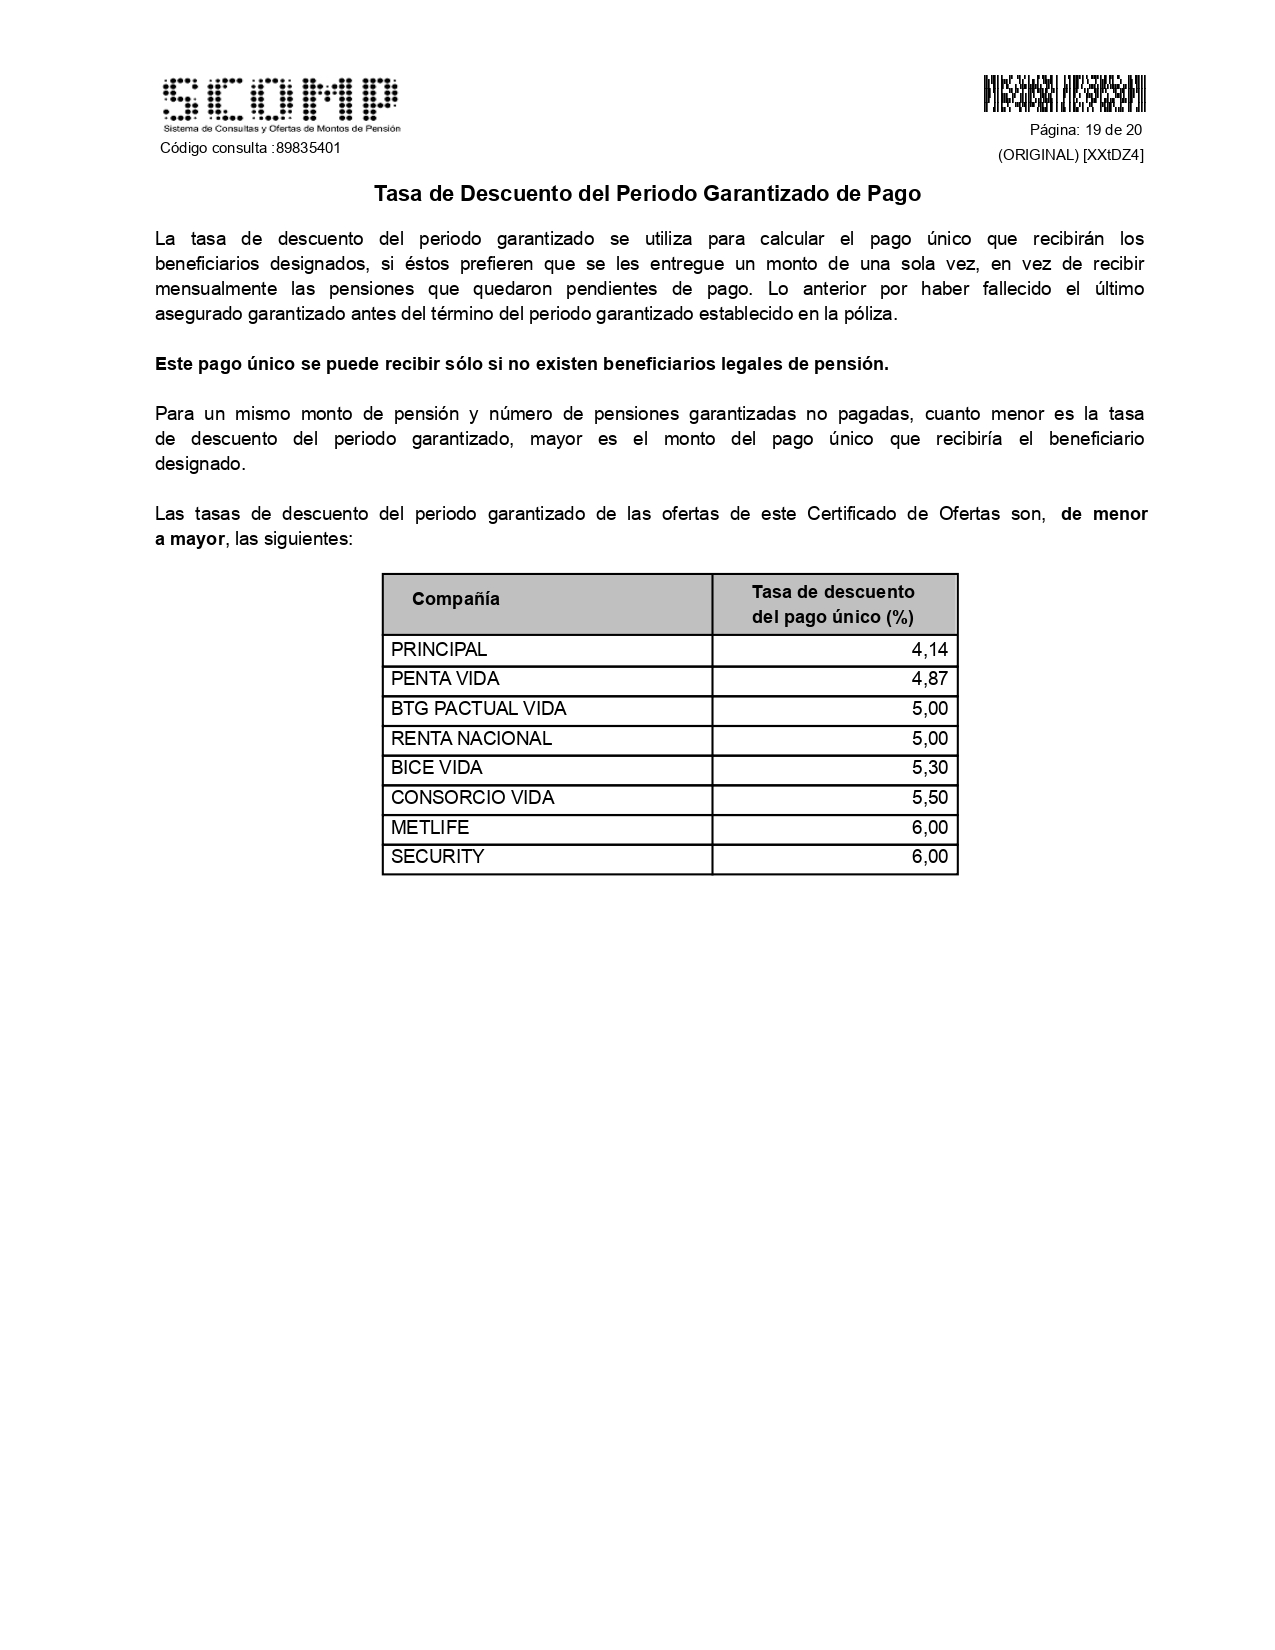 SCOMP
Sistema de Consultas y Ofertas de Montos de Pensión
Código consulta :89835401
Página: 19 de 20
(ORIGINAL) [XXtDZ4]
Tasa de Descuento del Periodo Garantizado de Pago
La tasa de descuento del periodo garantizado se utiliza para calcular el pago único que recibirán los
beneficiarios designados, si éstos prefieren que se les entregue un monto de una sola vez, en vez de recibir
mensualmente las pensiones que quedaron pendientes de pago. Lo anterior por haber fallecido el último
asegurado garantizado antes del término del periodo garantizado establecido en la póliza.
Este pago único se puede recibir sólo si no existen beneficiarios legales de pensión.
Para un mismo monto de pensión y número de pensiones garantizadas no pagadas, cuanto menor es la tasa
de descuento del periodo garantizado, mayor es el monto del pago único que recibiría el beneficiario
designado.
Las tasas de descuento del periodo garantizado de las ofertas de este Certificado de Ofertas son, de menor
a mayor, las siguientes:
Compañía
Tasa de descuento
del pago único (%)
PRINCIPAL 4,14
PENTA VIDA 4,87
BTG PACTUAL VIDA 5,00
RENTA NACIONAL 5,00
BICE VIDA 5,30
CONSORCIO VIDA 5,50
METLIFE 6,00
SECURITY 6,00